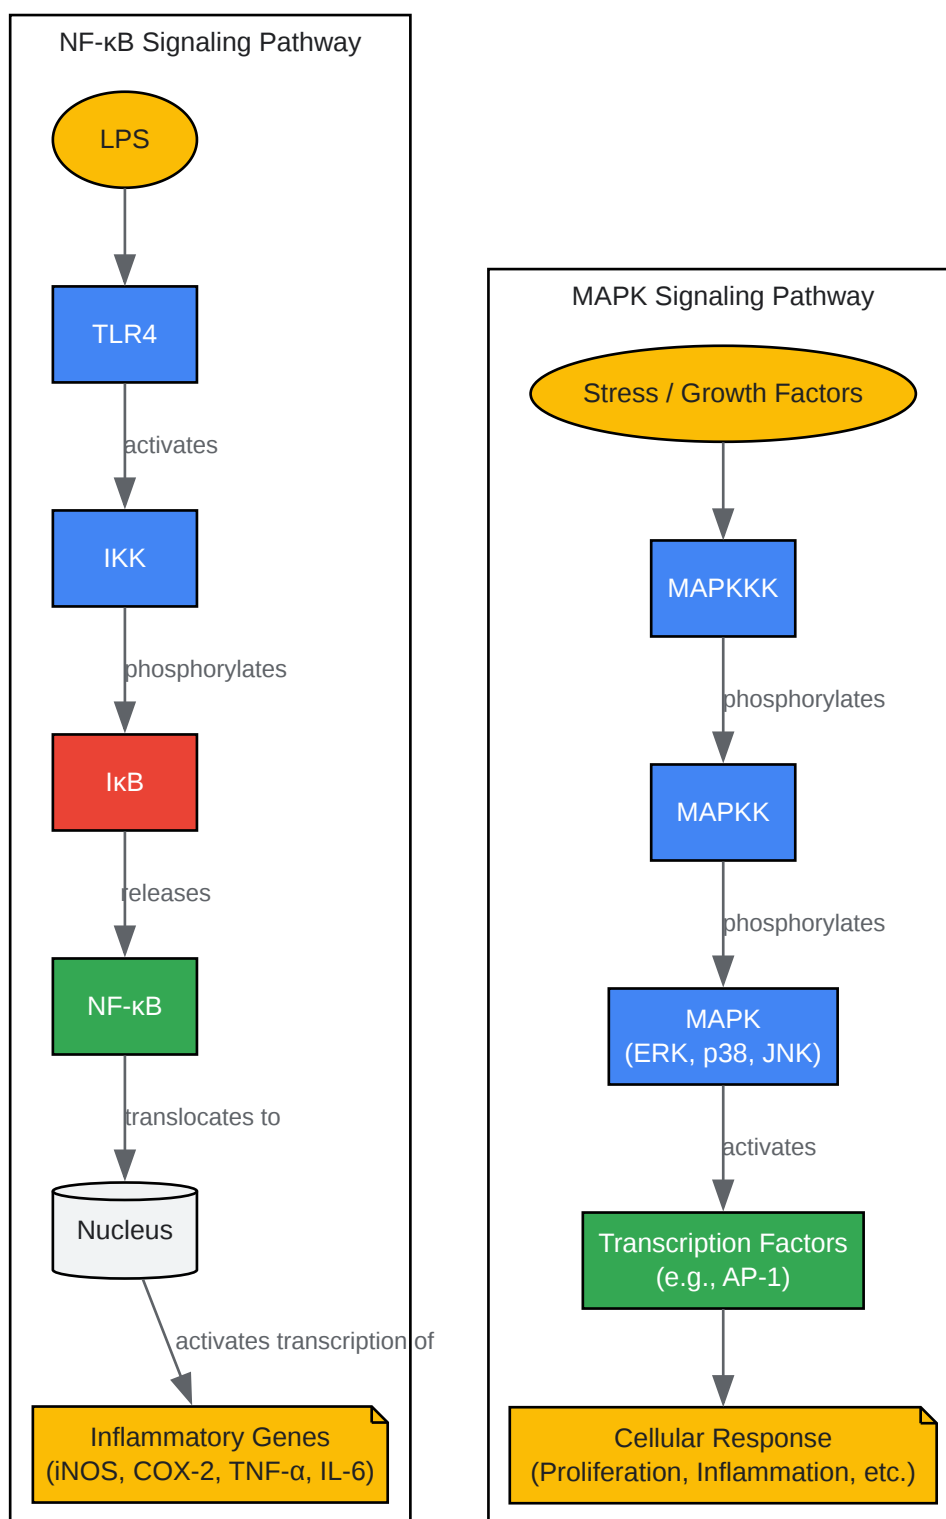 NF-κB Signaling Pathway
LPS
TLR4
activates
IKK
phosphorylates
IκB
releases
NF-κB
translocates to
Nucleus
activates transcription of
Inflammatory Genes
(iNOS, COX-2, TNF-α, IL-6)
MAPK Signaling Pathway
Stress / Growth Factors
MAPKKK
phosphorylates
MAPKK
phosphorylates
MAPK
(ERK, p38, JNK)
activates
Transcription Factors
(e.g., AP-1)
Cellular Response
(Proliferation, Inflammation, etc.)